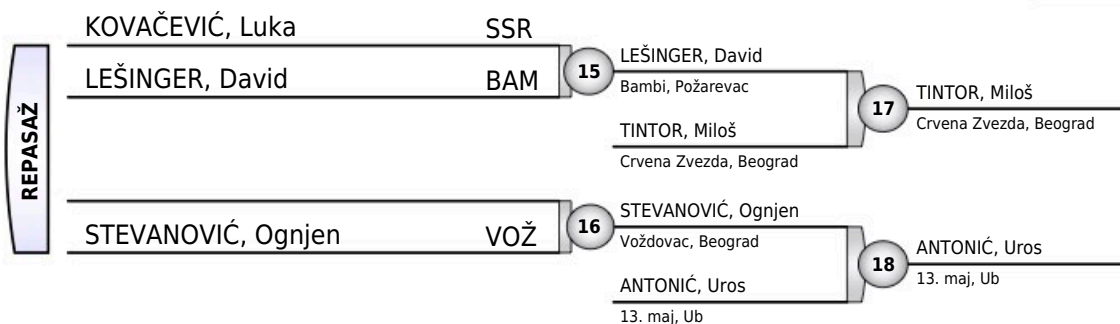 REPASAŽ
KOVAČEVIĆ, Luka SSR
LEŠINGER, David BAM
15
LEŠINGER, David
Bambi, Požarevac
TINTOR, Miloš
Crvena Zvezda, Beograd
17
TINTOR, Miloš
Crvena Zvezda, Beograd
STEVANOVIĆ, Ognjen VOŽ
16
STEVANOVIĆ, Ognjen
Voždovac, Beograd
ANTONIĆ, Uros
13. maj, Ub
18
ANTONIĆ, Uros
13. maj, Ub